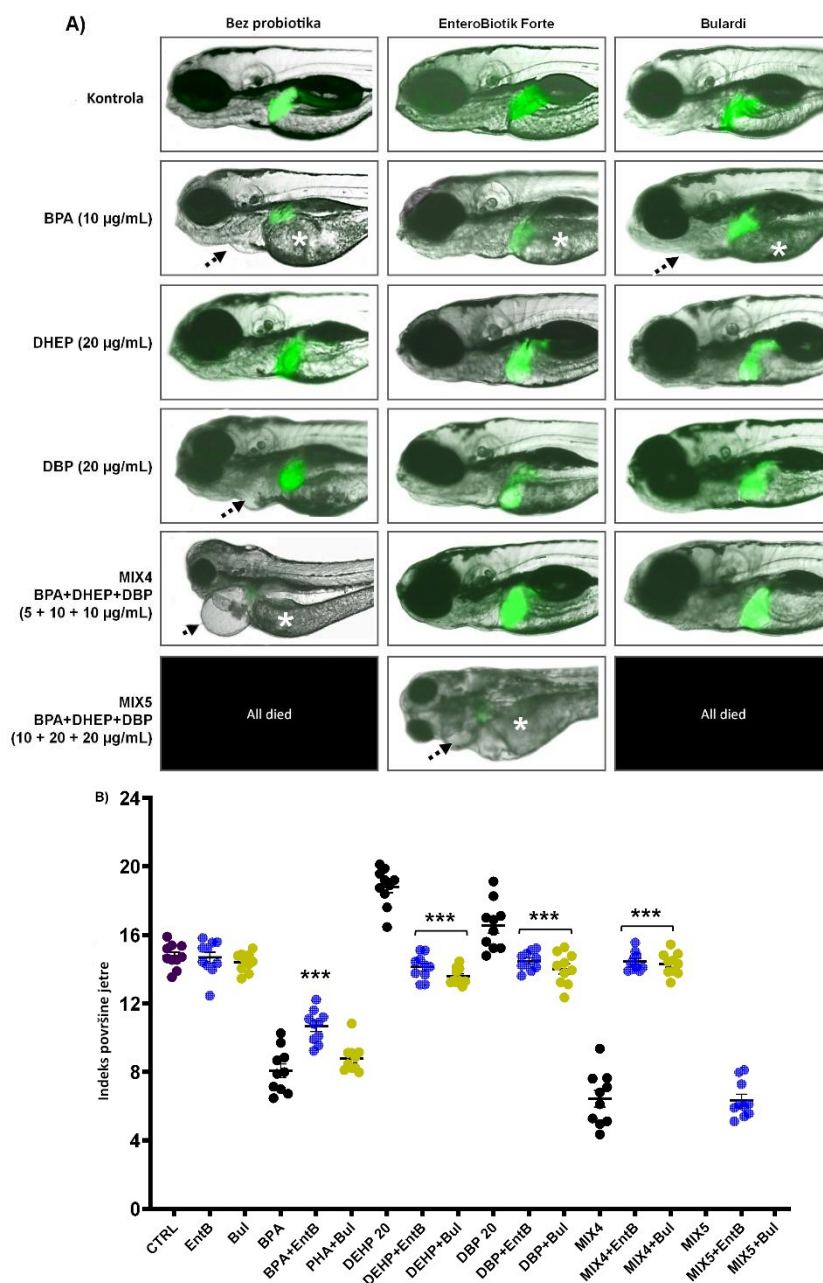 A)
Bez probiotika
EnteroBiotik Forte
Bulardi
Kontrola
BPA (10 µg/mL)
*
*
*
DHEP (20 µg/mL)
DBP (20 µg/mL)
MIX4
BPA+DHEP+DBP
(5 + 10 + 10 µg/mL)
*
MIX5
BPA+DHEP+DBP
(10 + 20 + 20 µg/mL)
All died
*
All died
B)
Indeks površine jetre
24
20
16
12
8
4
0
***
***
***
***
CTRL
EntB
Bul
BPA
BPA+EntB
PHA+Bul
DEHP 20
DEHP+EntB
DEHP+Bul
DBP 20
DBP+EntB
DBP+Bul
MIX4
MIX4+EntB
MIX4+Bul
MIX5
MIX5+EntB
MIX5+Bul